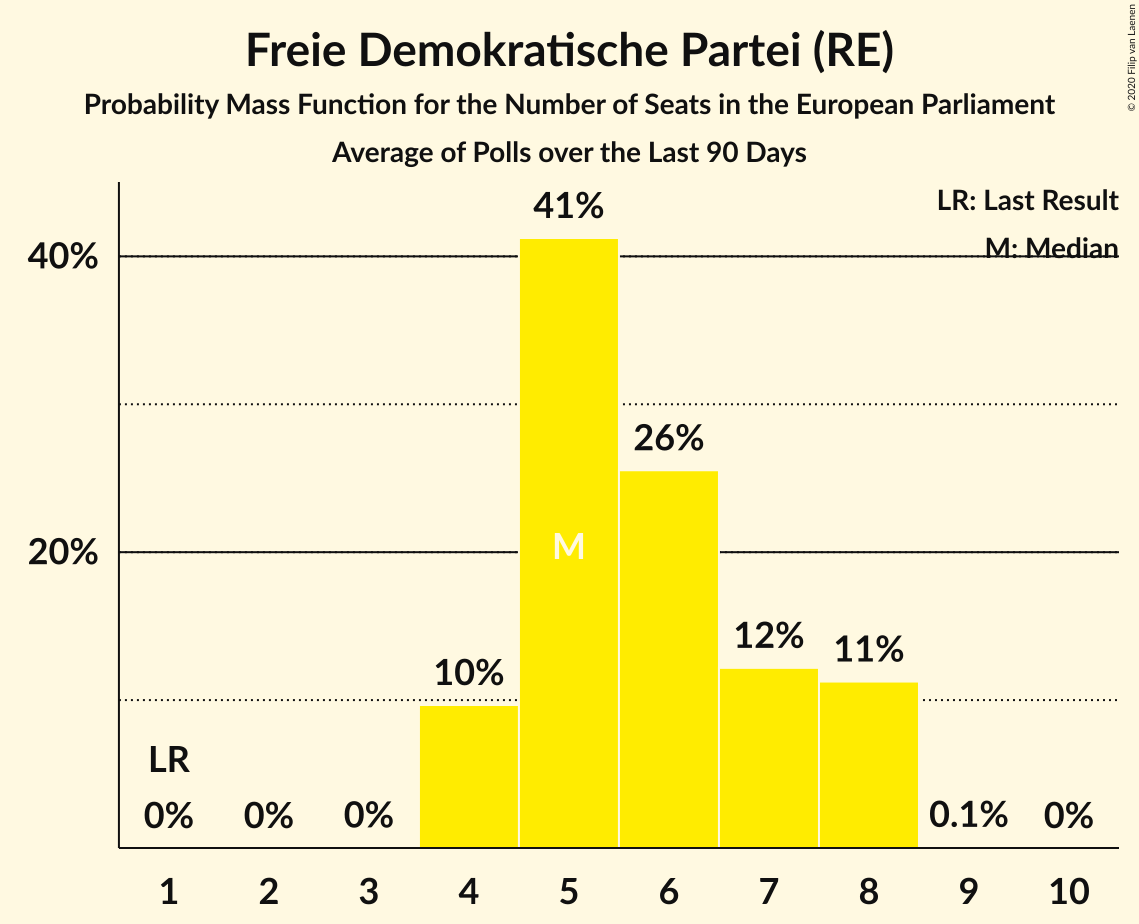 Freie Demokratische Partei (RE)
Probability Mass Function for the Number of Seats in the European Parliament
Average of Polls over the Last 90 Days
© 2020 Filip van Laenen
LR: Last Result
M: Median
41%
40%
26%
M
20%
12%
11%
10%
LR
0%
0%
0%
0.1%
0%
1 2 3 4 5 6 7 8 9 10